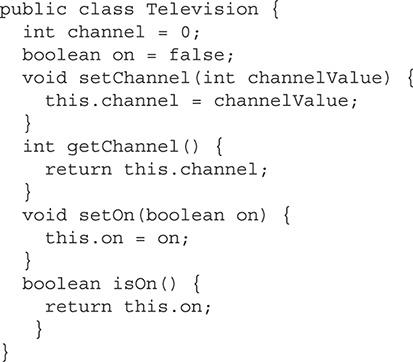 public class Television {
  int channel = 0;
  boolean on = false;
  void setChannel(int channelValue) {
    this.channel = channelValue;
  }
  int getChannel() {
    return this.channel;
  }
  void setOn(boolean on) {
    this.on = on;
  }
  boolean isOn() {
    return this.on;
   }
}